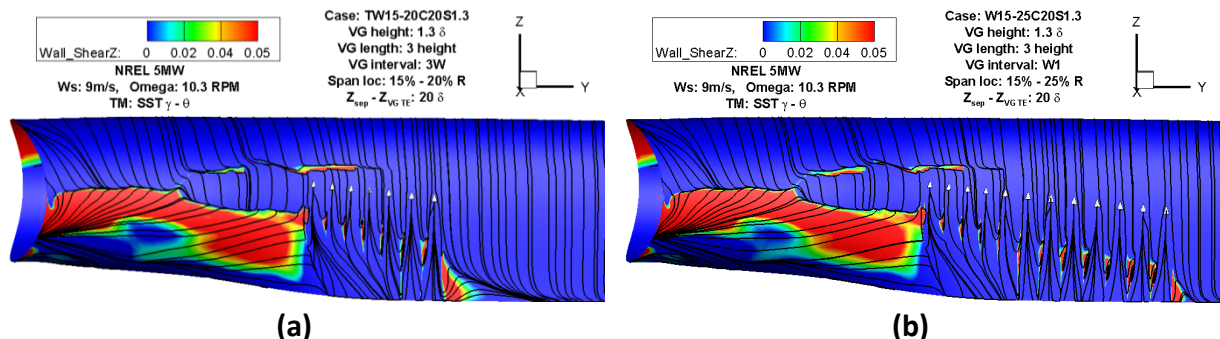 Wall_ShearZ: 0 0.02 0.04 0.05
NREL 5MW
Ws: 9m/s, Omega: 10.3 RPM
TM: SST γ - θ
Case: TW15-20C20S1.3
VG height: 1.3 δ
VG length: 3 height
VG interval: 3W
Span loc: 15% - 20% R
Z_sep - Z_VG TE: 20 δ
Z
X
Y
(a)
Wall_ShearZ: 0 0.02 0.04 0.05
NREL 5MW
Ws: 9m/s, Omega: 10.3 RPM
TM: SST γ - θ
Case: W15-25C20S1.3
VG height: 1.3 δ
VG length: 3 height
VG interval: W1
Span loc: 15% - 25% R
Z_sep - Z_VG TE: 20 δ
Z
X
Y
(b)